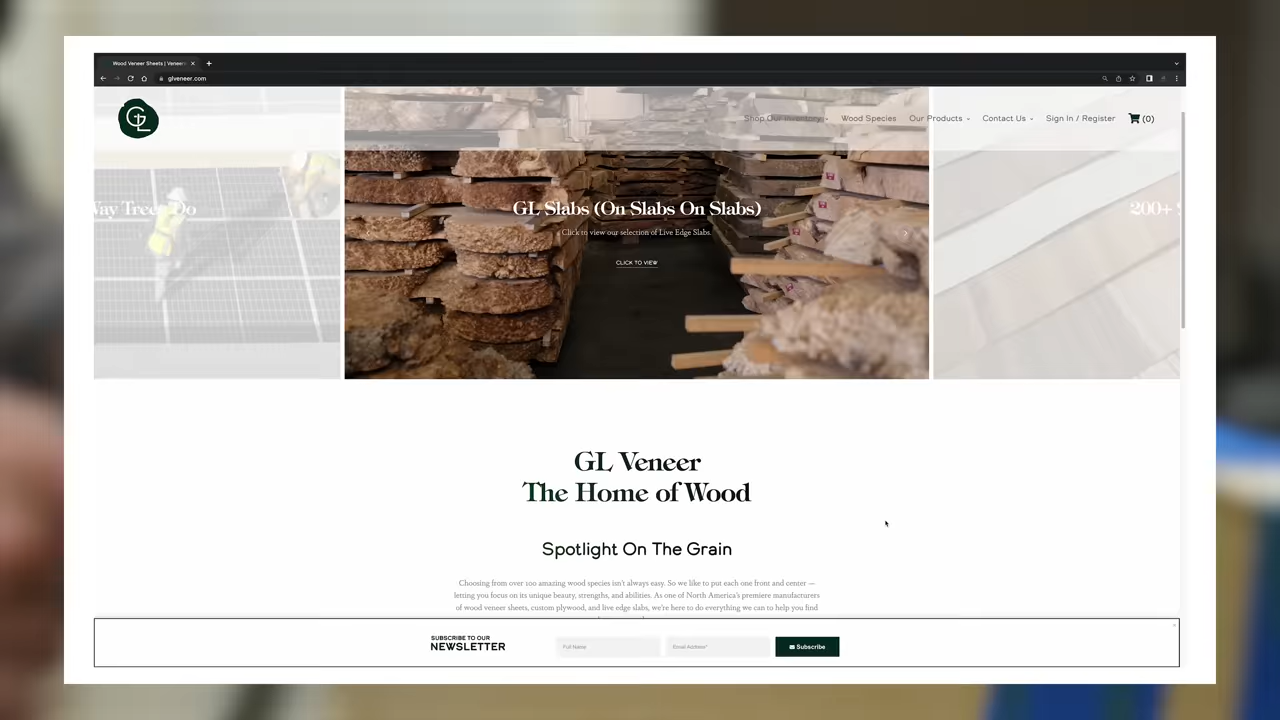 Wood Veneer Sheets | Veneer
glveneer.com
GL
Shop Our Inventory
Wood Species
Our Products
Contact Us
Sign In / Register
(0)
Way Trees Do
GL Slabs (On Slabs On Slabs)
200+
Click to view our selection of Live Edge Slabs.
CLICK TO VIEW
GL Veneer
The Home of Wood
Spotlight On The Grain
Choosing from over 100 amazing wood species isn't always easy. So we like to put each one front and center —
letting you focus on its unique beauty, strengths, and abilities. As one of North America's premiere manufacturers
of wood veneer sheets, custom plywood, and live edge slabs, we're here to do everything we can to help you find
SUBSCRIBE TO OUR
NEWSLETTER
Full Name
Email Address*
Subscribe